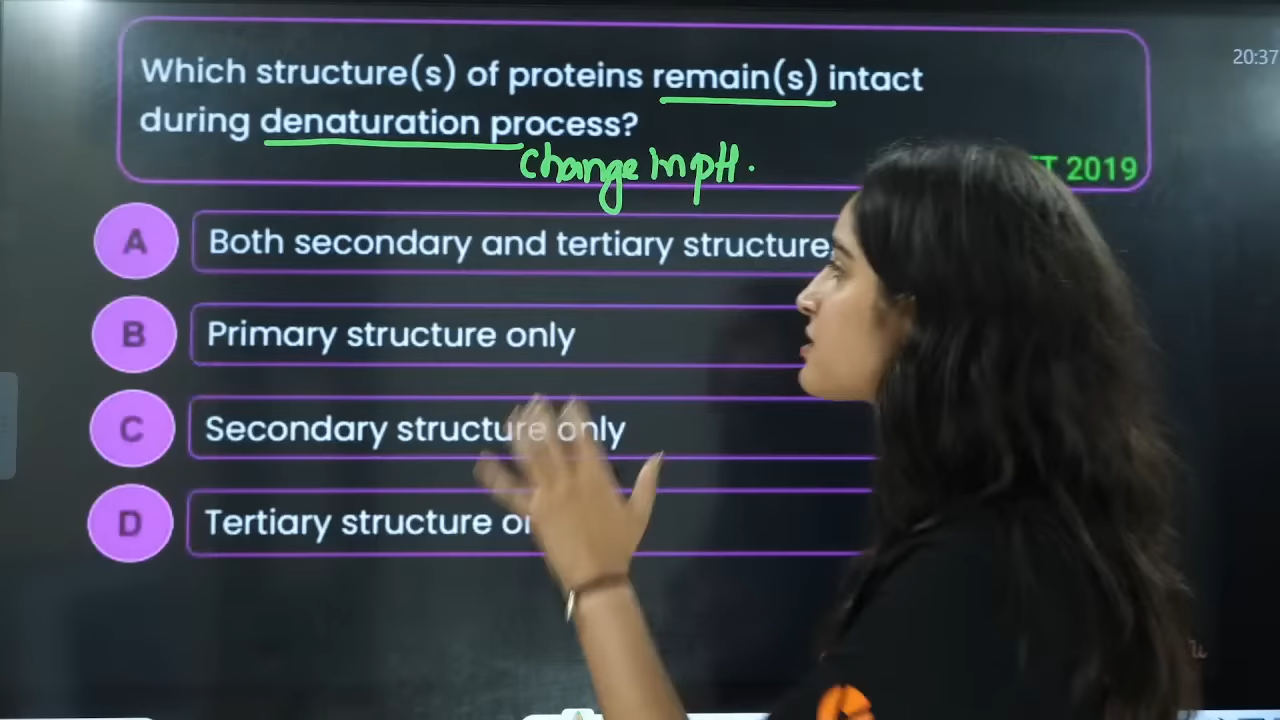 20:37
Which structure(s) of proteins remain(s) intact
during denaturation process?
change in pH.
2019
A Both secondary and tertiary structure
B Primary structure only
C Secondary structure only
D Tertiary structure